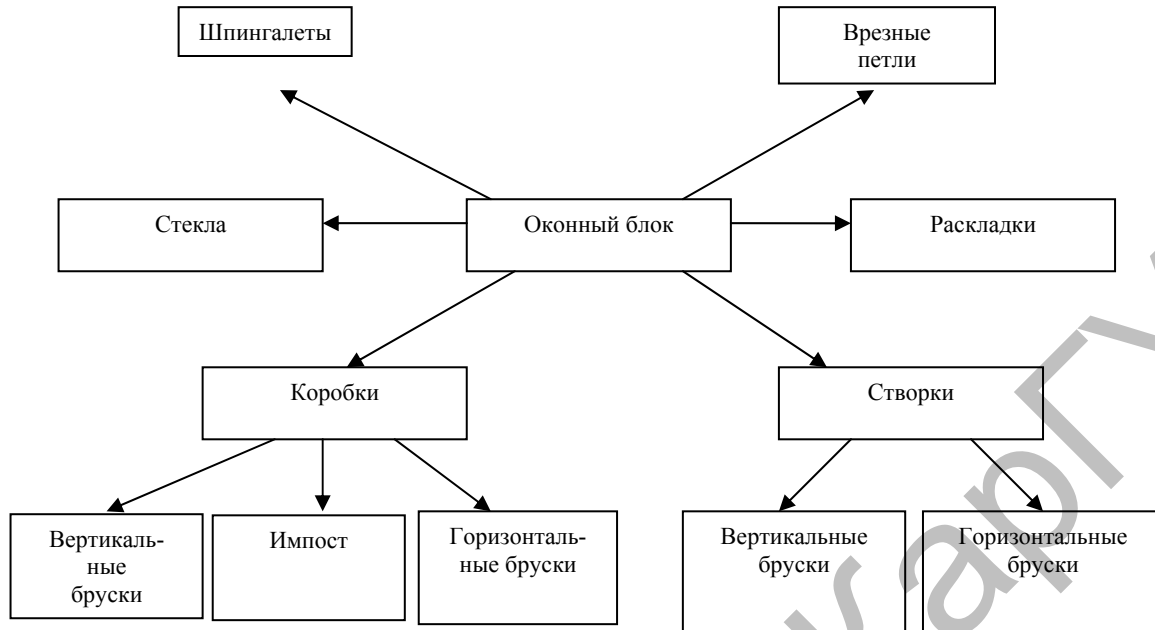 Шпингалеты
Врезные
петли
Стекла
Оконный блок
Раскладки
Коробки
Створки
Вертикаль-
ные
бруски
Импост
Горизонталь-
ные бруски
Вертикальные
бруски
Горизонтальные
бруски
КарГУ